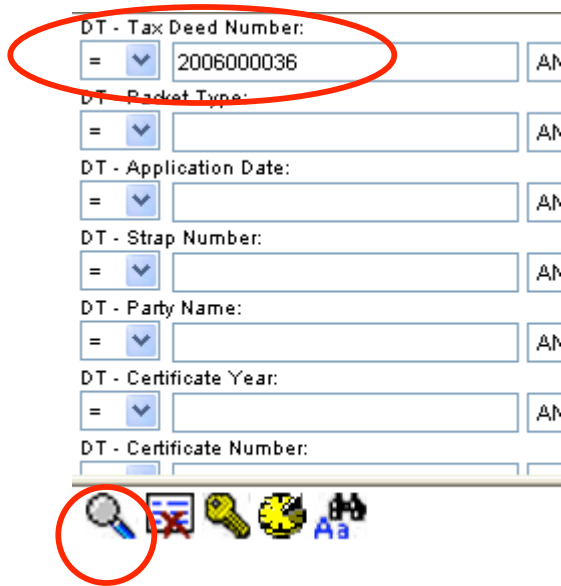 DT - Tax Deed Number:
= 2006000036 AN
DT - Packet Type:
= AN
DT - Application Date:
= AN
DT - Strap Number:
= AN
DT - Party Name:
= AN
DT - Certificate Year:
= AN
DT - Certificate Number:
Aa